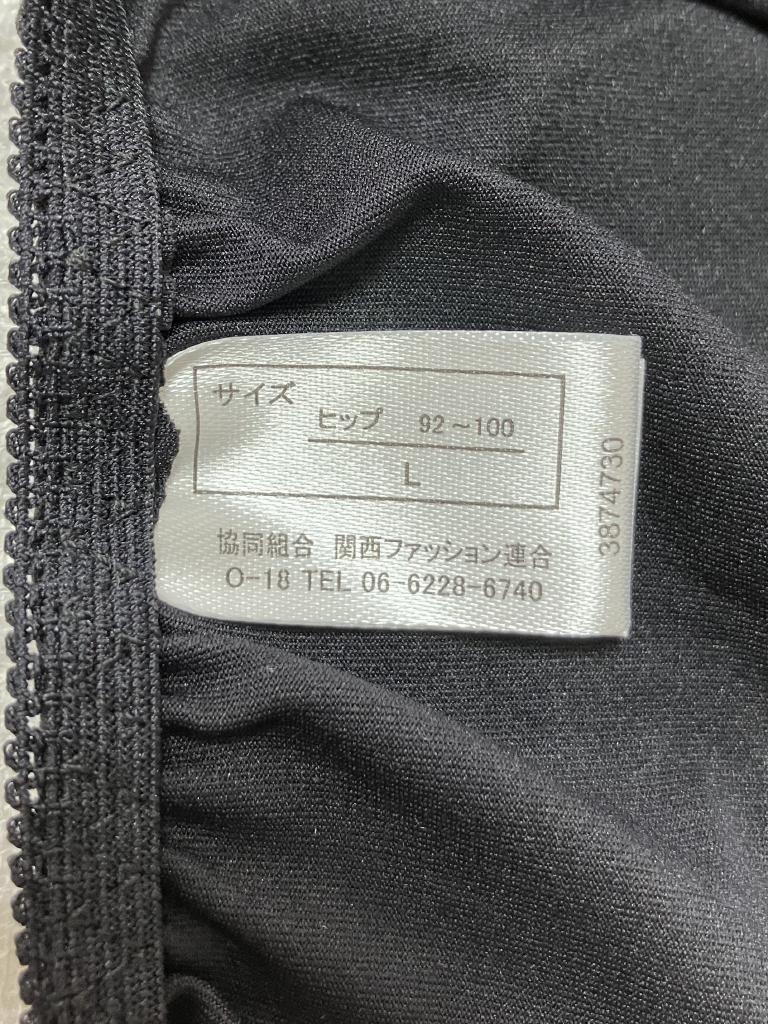 サイズ
ヒップ 92～100
L
協同組合 関西ファッション連合
O-18 TEL 06-6228-6740
3874730